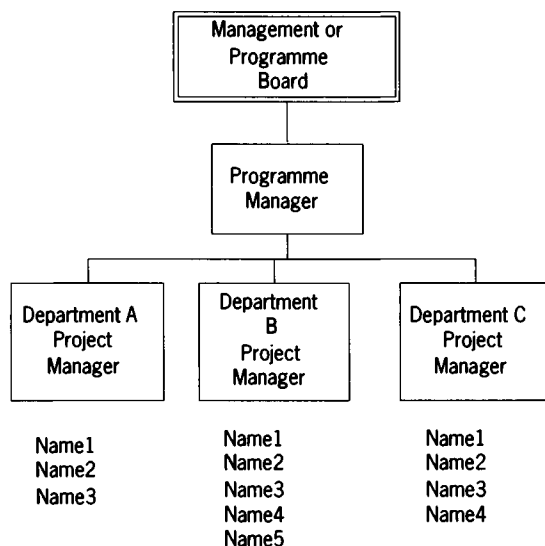 Management or
Programme
Board
Programme
Manager
Department A
Project
Manager
Name1
Name2
Name3
Department
B
Project
Manager
Name1
Name2
Name3
Name4
Name5
Department C
Project
Manager
Name1
Name2
Name3
Name4